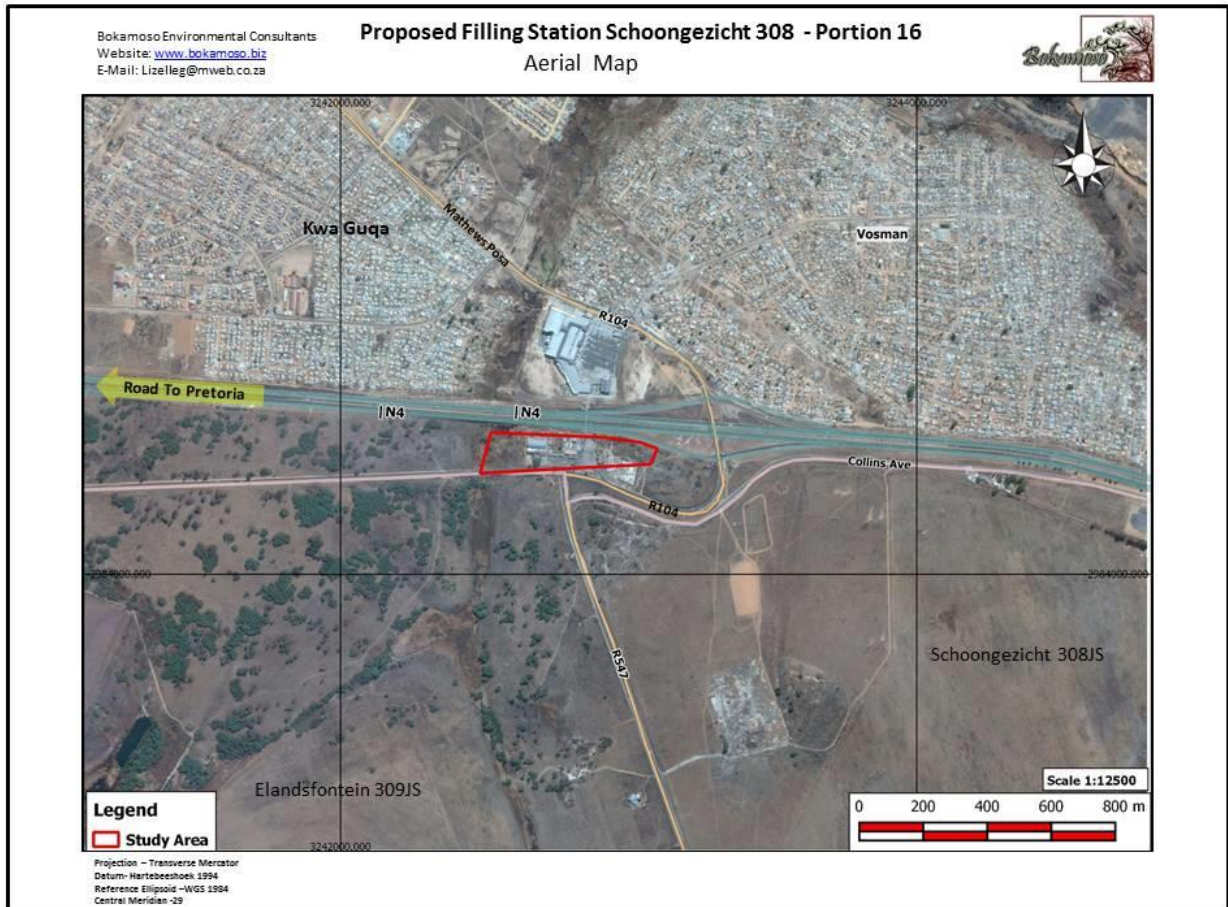 Bokamoso Environmental Consultants
Website: www.bokamoso.biz
E-Mail: Lizelleg@mweb.co.za
Proposed Filling Station Schoongezicht 308 - Portion 16
Aerial Map
Bokamoso
3242000.000
3244000.000
Mathews Posa
Kwa Guqa
Vosman
R104
Road To Pretoria
N4
N4
Collins Ave
R104
2984000.000
2984000.000
R547
Schoongezicht 308JS
Elandsfontein 309JS
Scale 1:12500
0 200 400 600 800 m
Legend
Study Area
3242000.000
Projection – Transverse Mercator
Datum- Hartebeeshoek 1994
Reference Ellipsoid –WGS 1984
Central Meridian -29